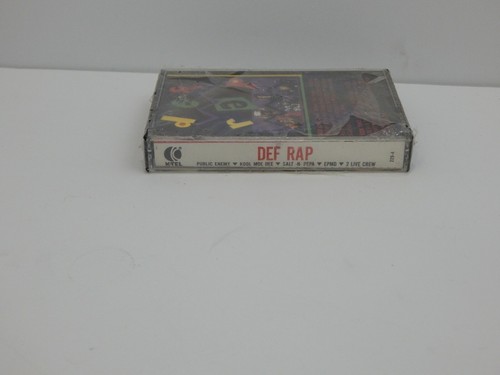 DEF RAP
K-TEL
PUBLIC ENEMY ▾ KOOL MOE DEE ▾ SALT -N- PEPA ▾ EPMD ▾ 2 LIVE CREW